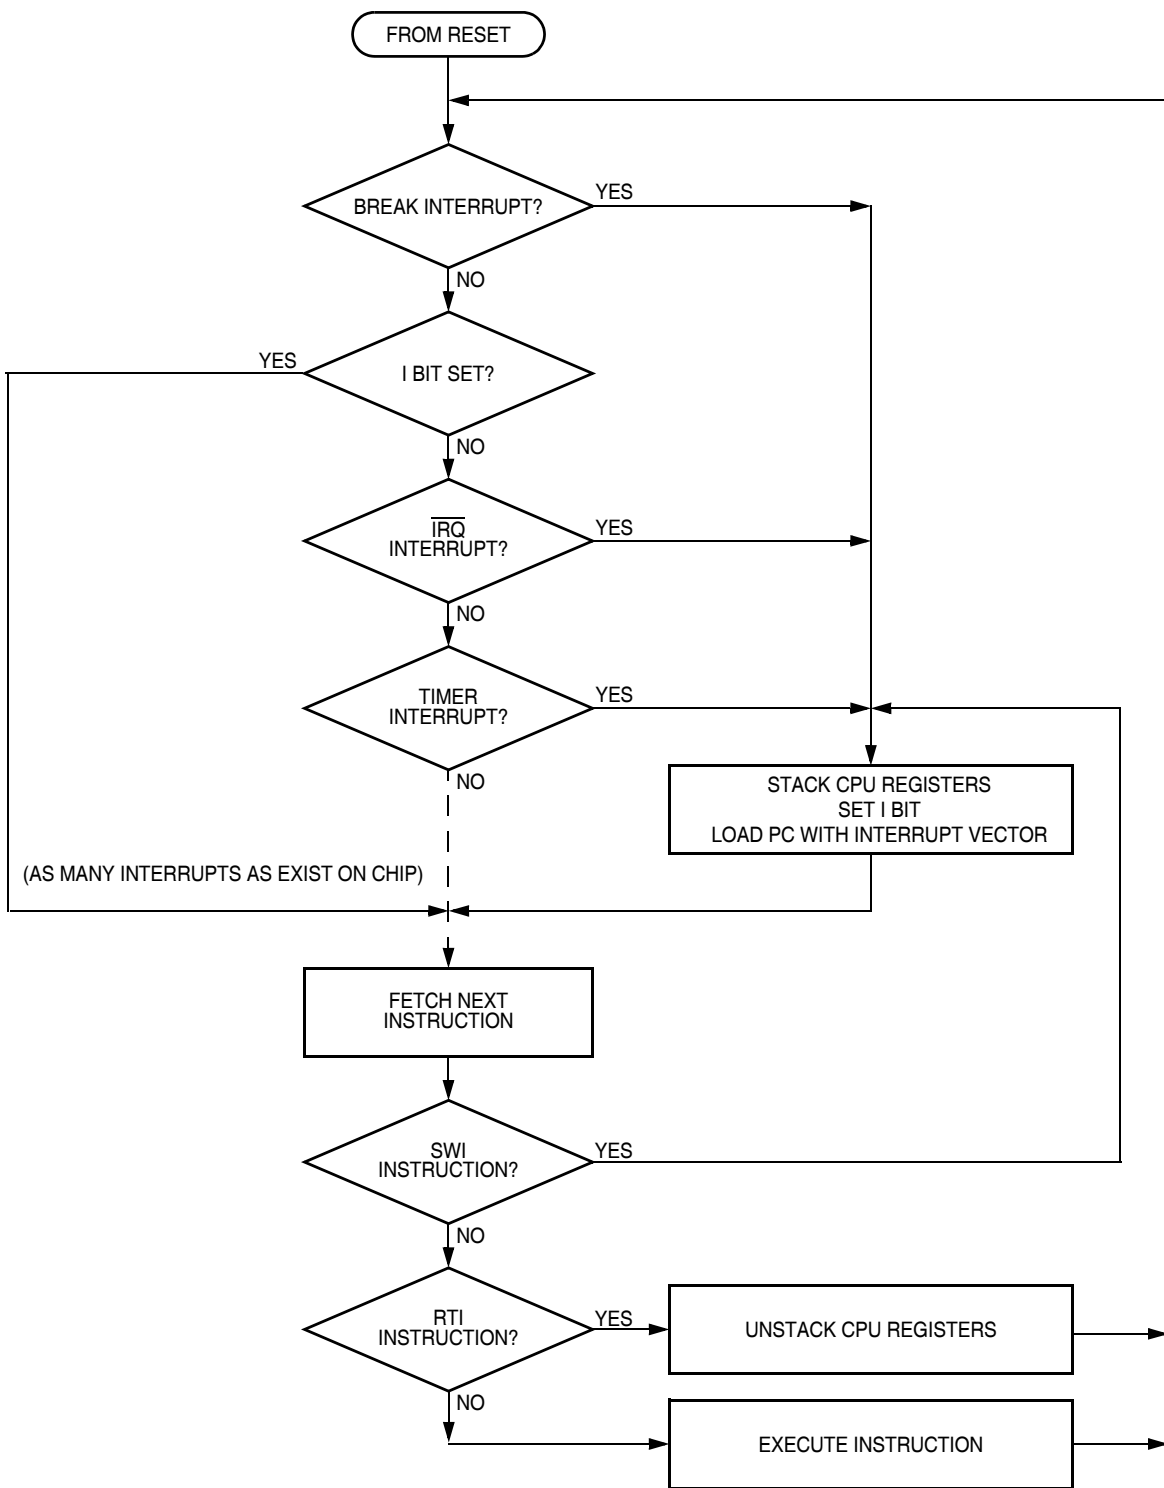 FROM RESET
BREAK INTERRUPT?
YES
NO
YES
I BIT SET?
NO
IRQ
INTERRUPT?
YES
NO
TIMER
INTERRUPT?
YES
NO
STACK CPU REGISTERS
SET I BIT
LOAD PC WITH INTERRUPT VECTOR
(AS MANY INTERRUPTS AS EXIST ON CHIP)
FETCH NEXT
INSTRUCTION
SWI
INSTRUCTION?
YES
NO
RTI
INSTRUCTION?
YES
UNSTACK CPU REGISTERS
NO
EXECUTE INSTRUCTION